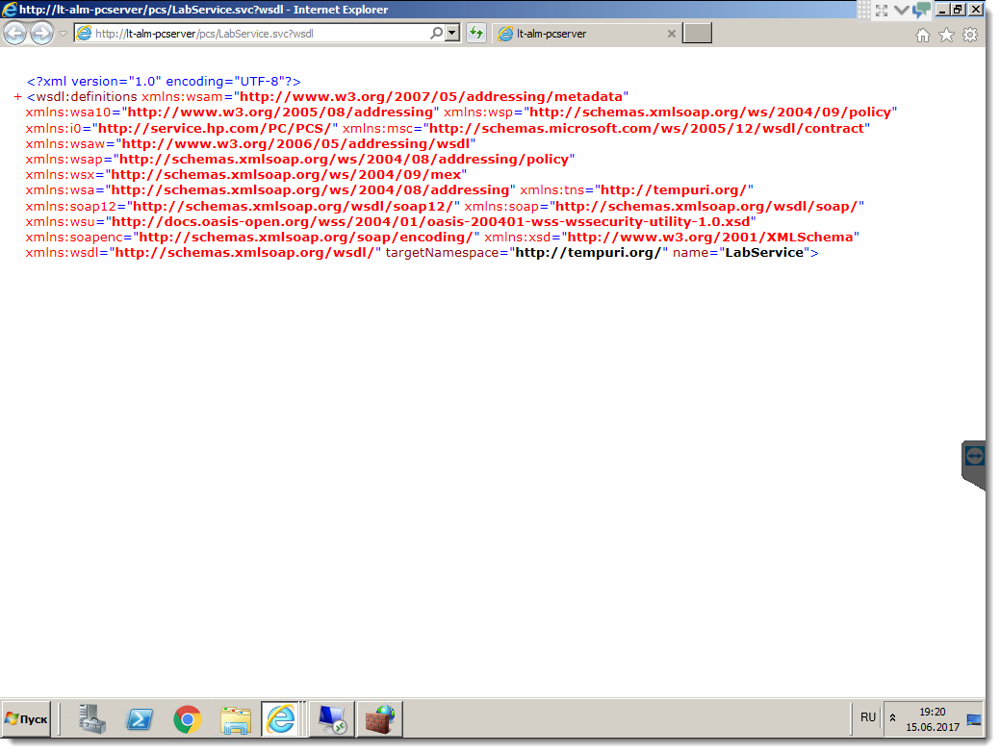 http://lt-alm-pcserver/pcs/LabService.svc?wsdl - Internet Explorer
http://lt-alm-pcserver/pcs/LabService.svc?wsdl
lt-alm-pcserver
<?xml version="1.0" encoding="UTF-8"?>
+ <wsdl:definitions xmlns:wsam="http://www.w3.org/2007/05/addressing/metadata"
xmlns:wsa10="http://www.w3.org/2005/08/addressing" xmlns:wsp="http://schemas.xmlsoap.org/ws/2004/09/policy"
xmlns:i0="http://service.hp.com/PC/PCS/" xmlns:msc="http://schemas.microsoft.com/ws/2005/12/wsdl/contract"
xmlns:wsaw="http://www.w3.org/2006/05/addressing/wsdl"
xmlns:wsap="http://schemas.xmlsoap.org/ws/2004/08/addressing/policy"
xmlns:wsx="http://schemas.xmlsoap.org/ws/2004/09/mex"
xmlns:wsa="http://schemas.xmlsoap.org/ws/2004/08/addressing" xmlns:tns="http://tempuri.org/"
xmlns:soap12="http://schemas.xmlsoap.org/wsdl/soap12/" xmlns:soap="http://schemas.xmlsoap.org/wsdl/soap/"
xmlns:wsu="http://docs.oasis-open.org/wss/2004/01/oasis-200401-wss-wssecurity-utility-1.0.xsd"
xmlns:soapenc="http://schemas.xmlsoap.org/soap/encoding/" xmlns:xsd="http://www.w3.org/2001/XMLSchema"
xmlns:wsdl="http://schemas.xmlsoap.org/wsdl/" targetNamespace="http://tempuri.org/" name="LabService">
Пуск
RU
19:20
15.06.2017